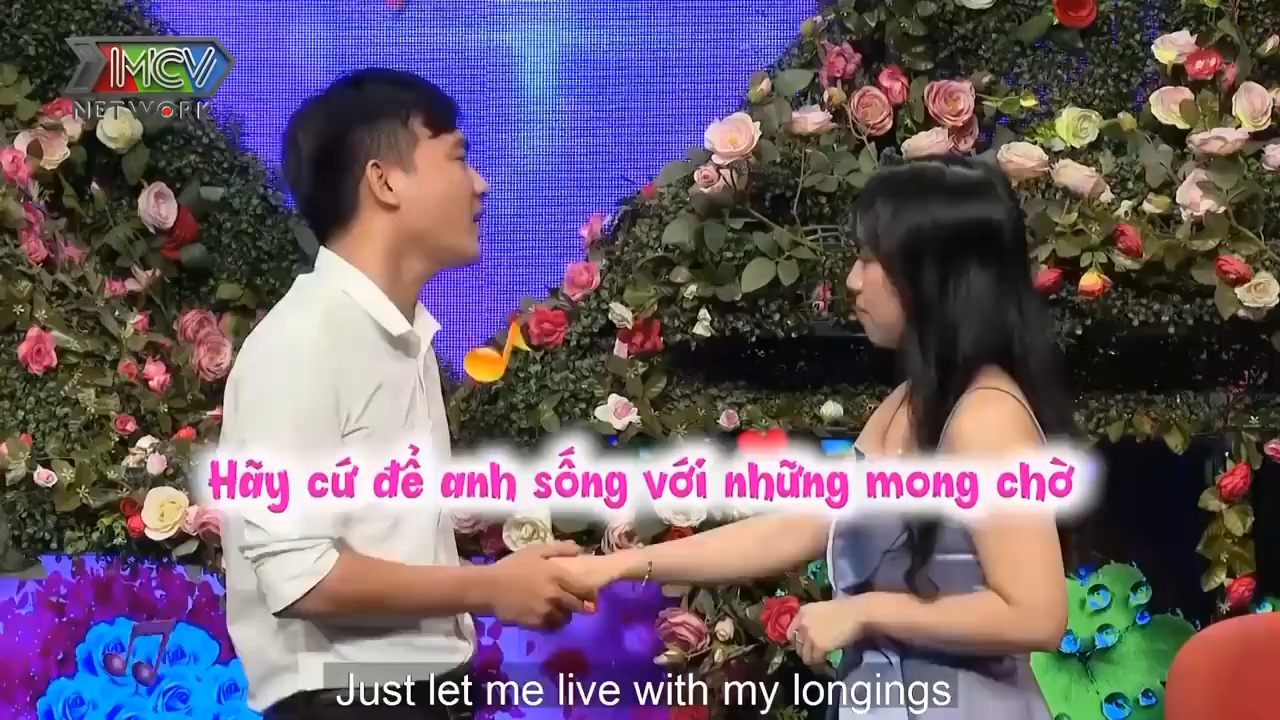 MCV
NETWORK
Hãy cứ để anh sống với những mong chờ
Just let me live with my longings